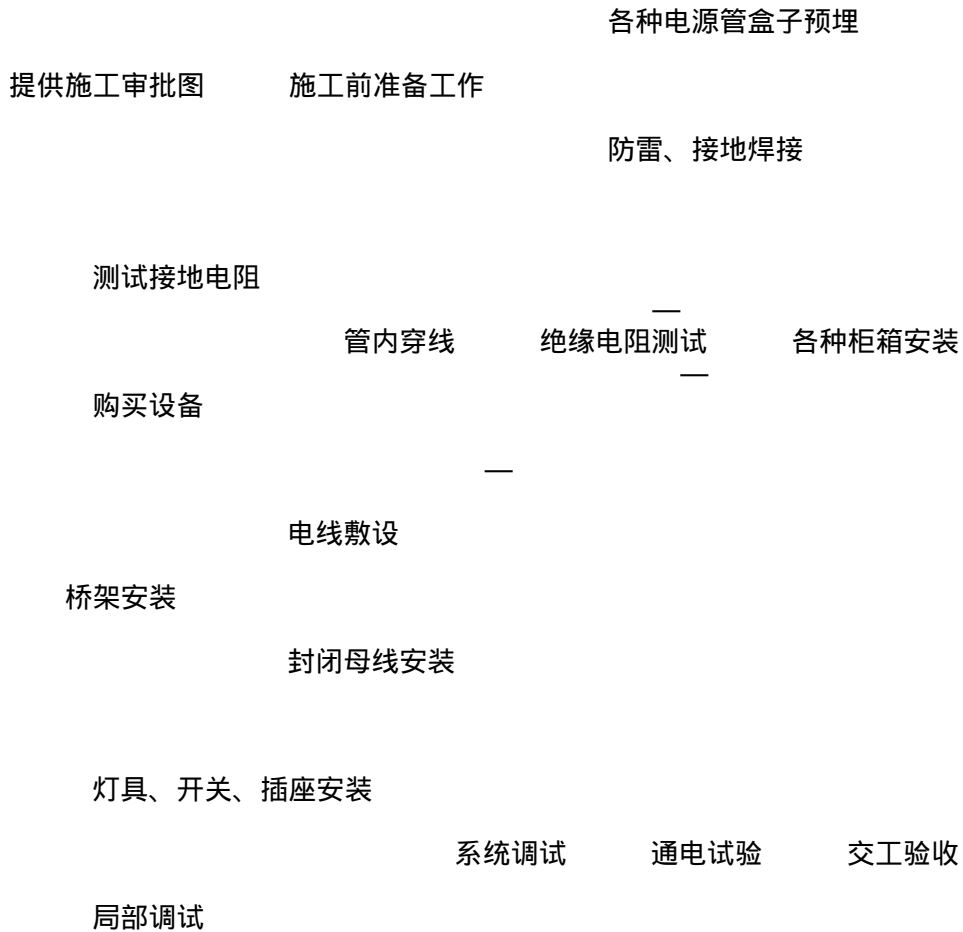 各种电源管盒子预埋
提供施工审批图 施工前准备工作
防雷、接地焊接
测试接地电阻
管内穿线 绝缘电阻测试 各种柜箱安装
购买设备
电线敷设
桥架安装
封闭母线安装
灯具、开关、插座安装
系统调试 通电试验 交工验收
局部调试